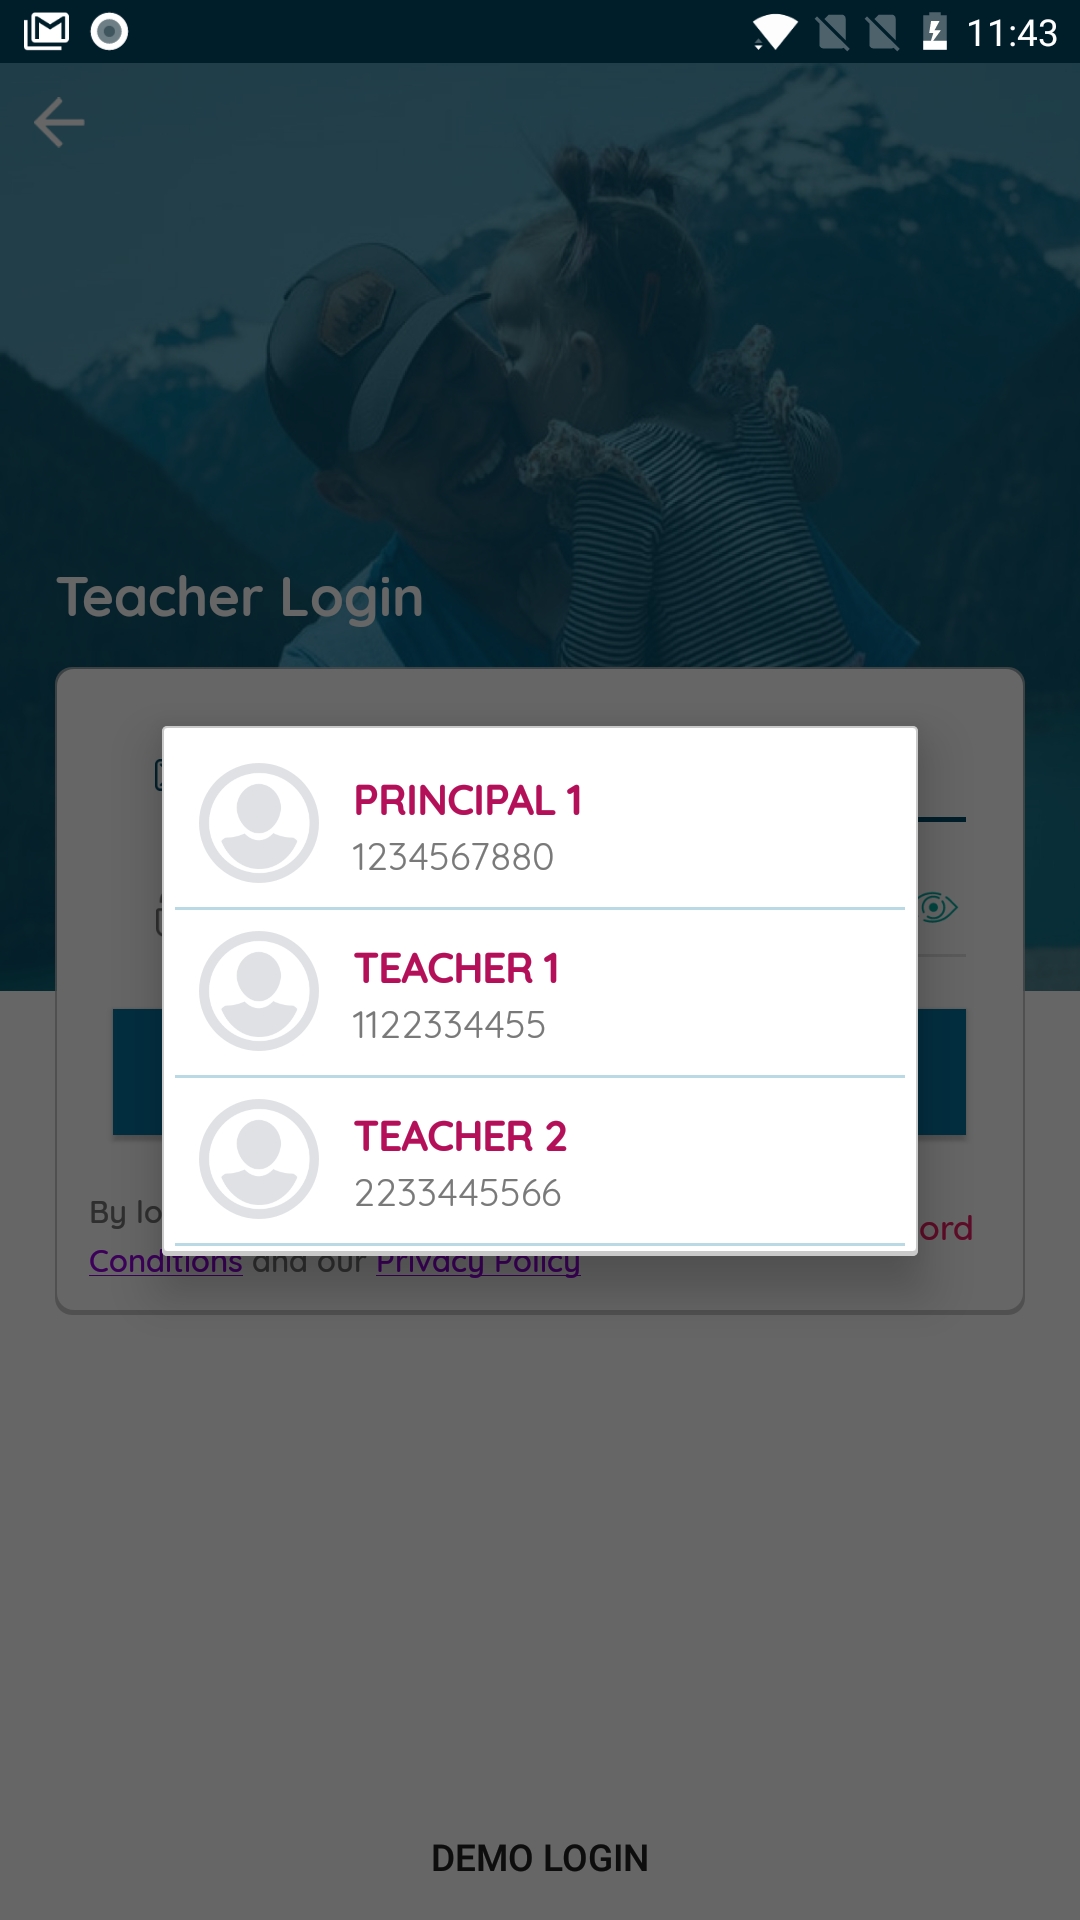 11:43
Teacher Login
PRINCIPAL 1
1234567880
TEACHER 1
1122334455
TEACHER 2
2233445566
By lo
ord
Conditions and our Privacy Policy
DEMO LOGIN